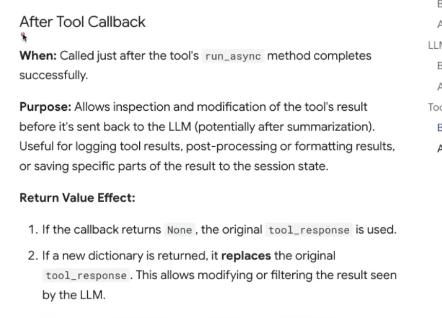 After Tool Callback
When: Called just after the tool's run_async method completes
successfully.
Purpose: Allows inspection and modification of the tool's result
before it's sent back to the LLM (potentially after summarization).
Useful for logging tool results, post-processing or formatting results,
or saving specific parts of the result to the session state.
Return Value Effect:
1. If the callback returns None, the original tool_response is used.
2. If a new dictionary is returned, it replaces the original
tool_response. This allows modifying or filtering the result seen
by the LLM.